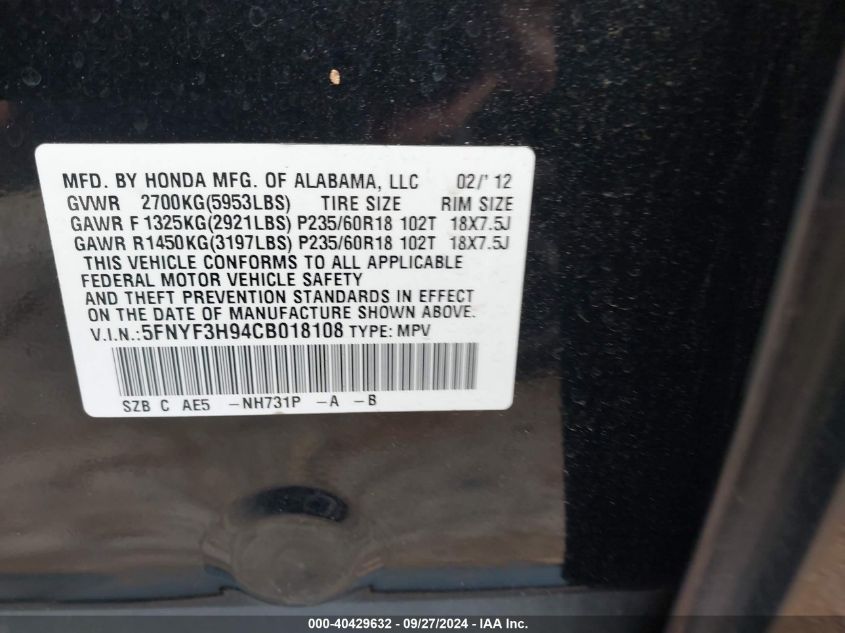 MFD. BY HONDA MFG. OF ALABAMA, LLC 02/'12
GVWR 2700KG(5953LBS) TIRE SIZE RIM SIZE
GAWR F 1325KG(2921LBS) P235/60R18 102T 18X7.5J
GAWR R1450KG(3197LBS) P235/60R18 102T 18X7.5J
THIS VEHICLE CONFORMS TO ALL APPLICABLE
FEDERAL MOTOR VEHICLE SAFETY
AND THEFT PREVENTION STANDARDS IN EFFECT
ON THE DATE OF MANUFACTURE SHOWN ABOVE.
V.I.N.:5FNYF3H94CB018108 TYPE: MPV
SZB C AE5 -NH731P -A -B
000-40429632 - 09/27/2024 - IAA Inc.